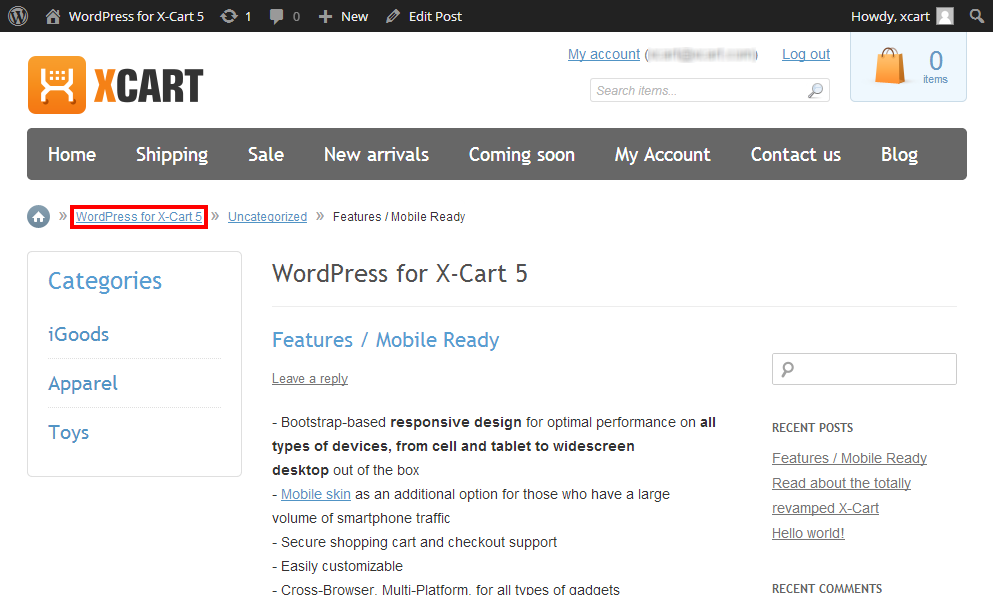 WordPress for X-Cart 5 1 0 New Edit Post Howdy, xcart
My account ( ) Log out
0
items
XCART
Search items...
Home Shipping Sale New arrivals Coming soon My Account Contact us Blog
» WordPress for X-Cart 5 » Uncategorized » Features / Mobile Ready
Categories
iGoods
Apparel
Toys
WordPress for X-Cart 5
Features / Mobile Ready
Leave a reply
- Bootstrap-based responsive design for optimal performance on all
types of devices, from cell and tablet to widescreen
desktop out of the box
- Mobile skin as an additional option for those who have a large
volume of smartphone traffic
- Secure shopping cart and checkout support
- Easily customizable
- Cross-Browser, Multi-Platform, for all types of gadgets
RECENT POSTS
Features / Mobile Ready
Read about the totally
revamped X-Cart
Hello world!
RECENT COMMENTS